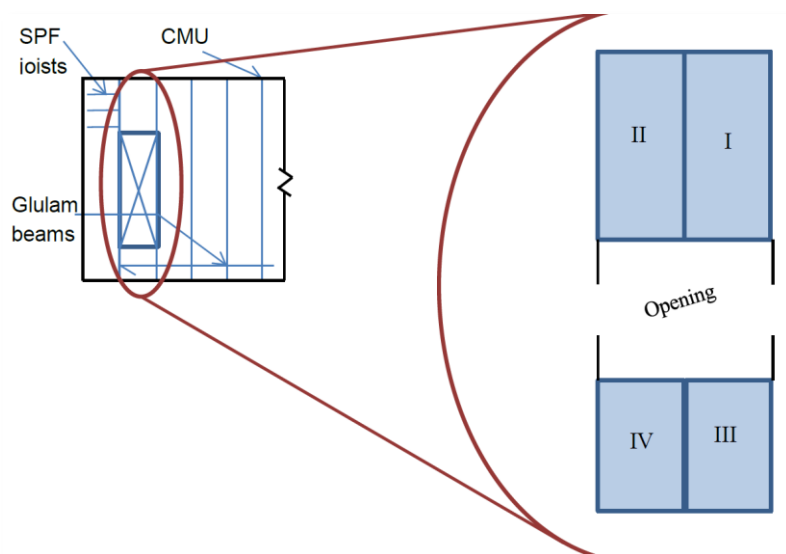 SPF
ioists
CMU
Glulam
beams
II
I
Opening
IV
III